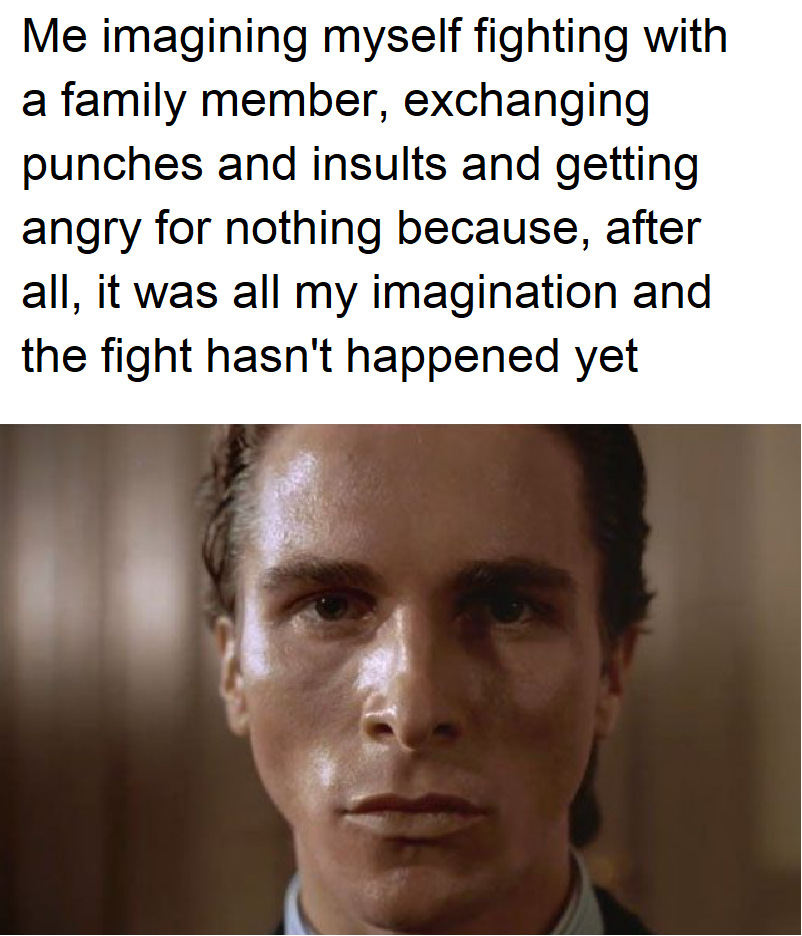 Me imagining myself fighting with
a family member, exchanging
punches and insults and getting
angry for nothing because, after
all, it was all my imagination and
the fight hasn't happened yet